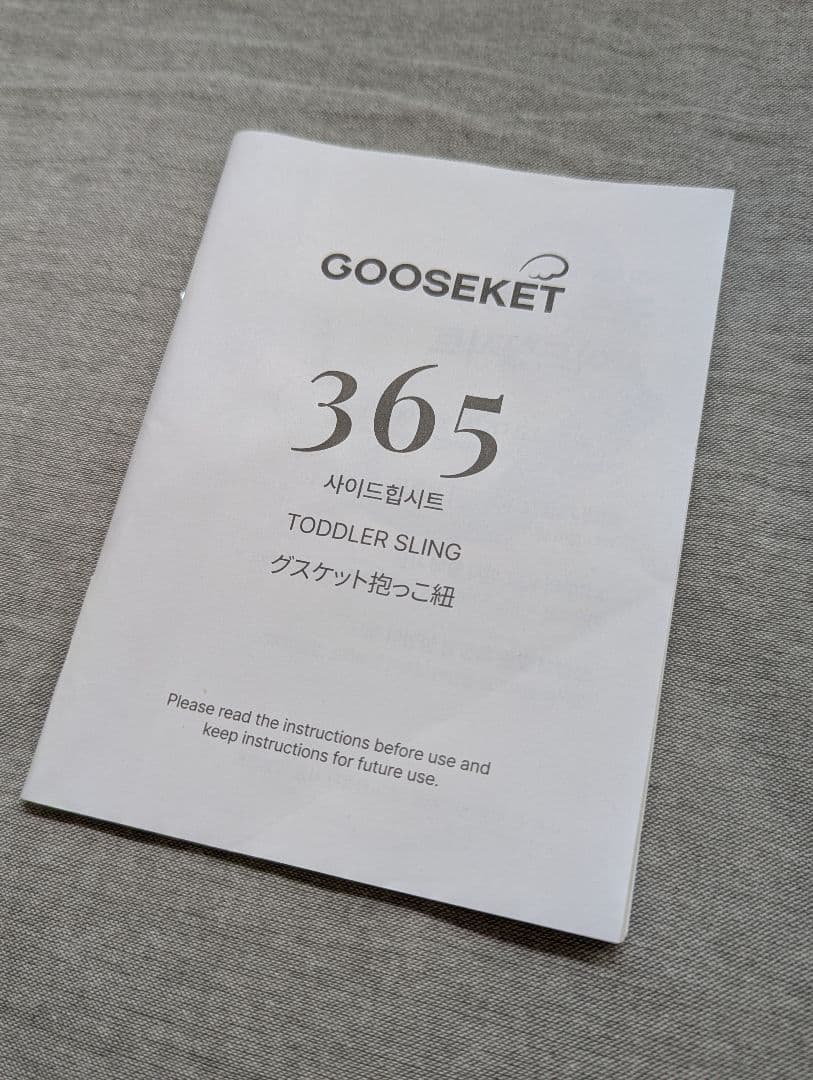 GOOSEKET
365
사이드힙시트
TODDLER SLING
グスケット抱っこ紐
Please read the instructions before use and
keep instructions for future use.